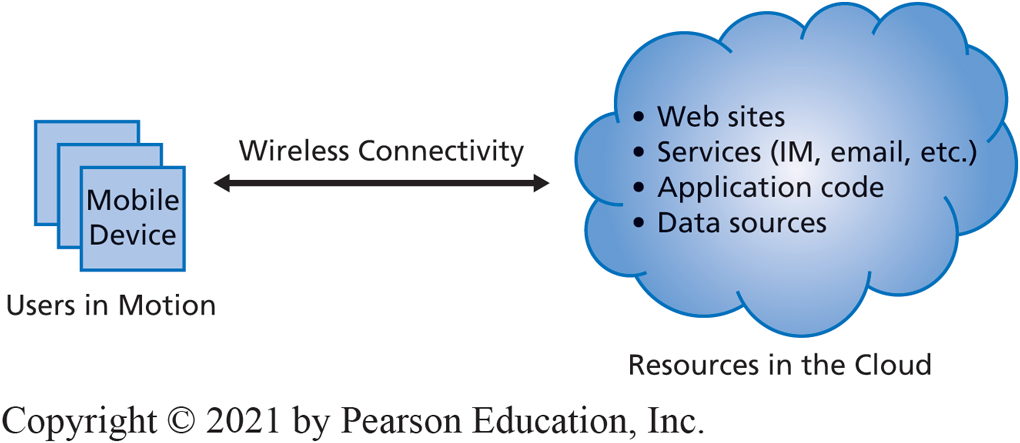 Mobile
Device
Users in Motion
Wireless Connectivity
• Web sites
• Services (IM, email, etc.)
• Application code
• Data sources
Resources in the Cloud
Copyright © 2021 by Pearson Education, Inc.